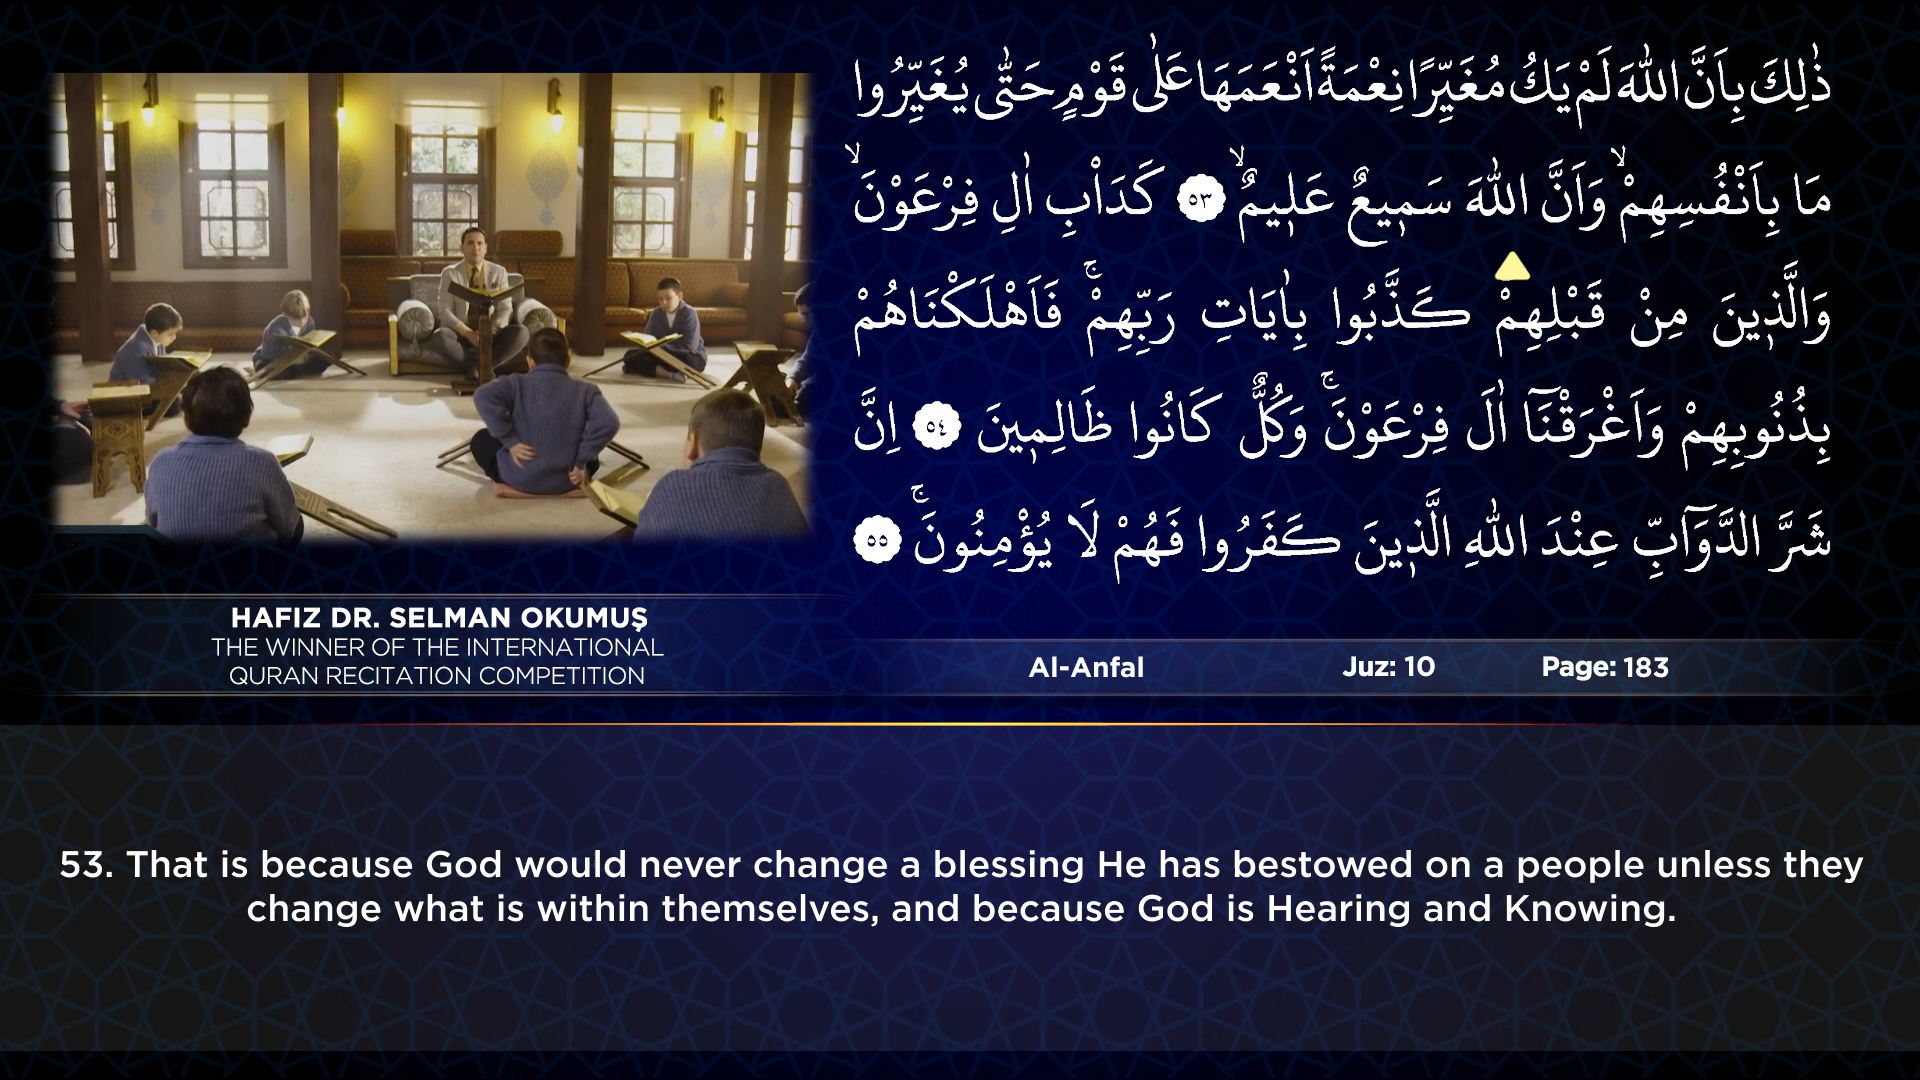 ذٰلِكَ بِاَنَّ اللّٰهَ لَمْ يَكُ مُغَيِّرًا نِعْمَةً اَنْعَمَهَا عَلٰى قَوْمٍ حَتّٰى يُغَيِّرُوا
مَا بِاَنْفُسِهِمْۙ وَاَنَّ اللّٰهَ سَمٖيعٌ عَلٖيمٌۙ ٥٣ كَدَاْبِ اٰلِ فِرْعَوْنَۙ
وَالَّذٖينَ مِنْ قَبْلِهِمْ كَذَّبُوا بِاٰيَاتِ رَبِّهِمْۚ فَاَهْلَكْنَاهُمْ
بِذُنُوبِهِمْ وَاَغْرَقْنَٓا اٰلَ فِرْعَوْنَۚ وَكُلٌّ كَانُوا ظَالِمٖينَ ٥٤ اِنَّ
شَرَّ الدَّوَٓابِّ عِنْدَ اللّٰهِ الَّذٖينَ كَفَرُوا فَهُمْ لَا يُؤْمِنُونَۚ ٥٥
HAFIZ DR. SELMAN OKUMUŞ
THE WINNER OF THE INTERNATIONAL
QURAN RECITATION COMPETITION
Al-Anfal Juz: 10 Page: 183
53. That is because God would never change a blessing He has bestowed on a people unless they
change what is within themselves, and because God is Hearing and Knowing.